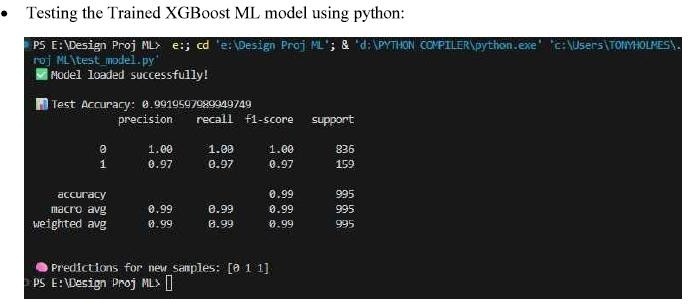 • Testing the Trained XGBoost ML model using python:
PS E:\Design Proj ML> e:; cd 'e:\Design Proj ML'; & 'd:\PYTHON COMPILER\python.exe' 'c:\Users\TONYHOLMES\.
roj ML\test_model.py'
✅ Model loaded successfully!
📊 Test Accuracy: 0.9919597989949749
precision recall f1-score support
0 1.00 1.00 1.00 836
1 0.97 0.97 0.97 159
accuracy 0.99 995
macro avg 0.99 0.99 0.99 995
weighted avg 0.99 0.99 0.99 995
🧠 Predictions for new samples: [0 1 1]
PS E:\Design Proj ML>